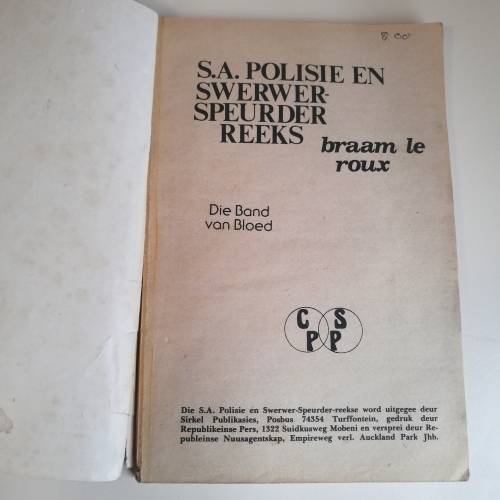 8.00
S.A. POLISIE EN
SWERWER-
SPEURDER
REEKS
braam le
roux
Die Band
van Bloed
C S
P P
Die S.A. Polisie en Swerwer-Speurder-reekse word uitgegee deur
Sirkel Publikasies, Posbus 74354 Turffontein, gedruk deur
Republikeinse Pers, 1322 Suidkusweg Mobeni en versprei deur Re-
publeinse Nuusagentskap, Empireweg verl. Auckland Park Jhb.